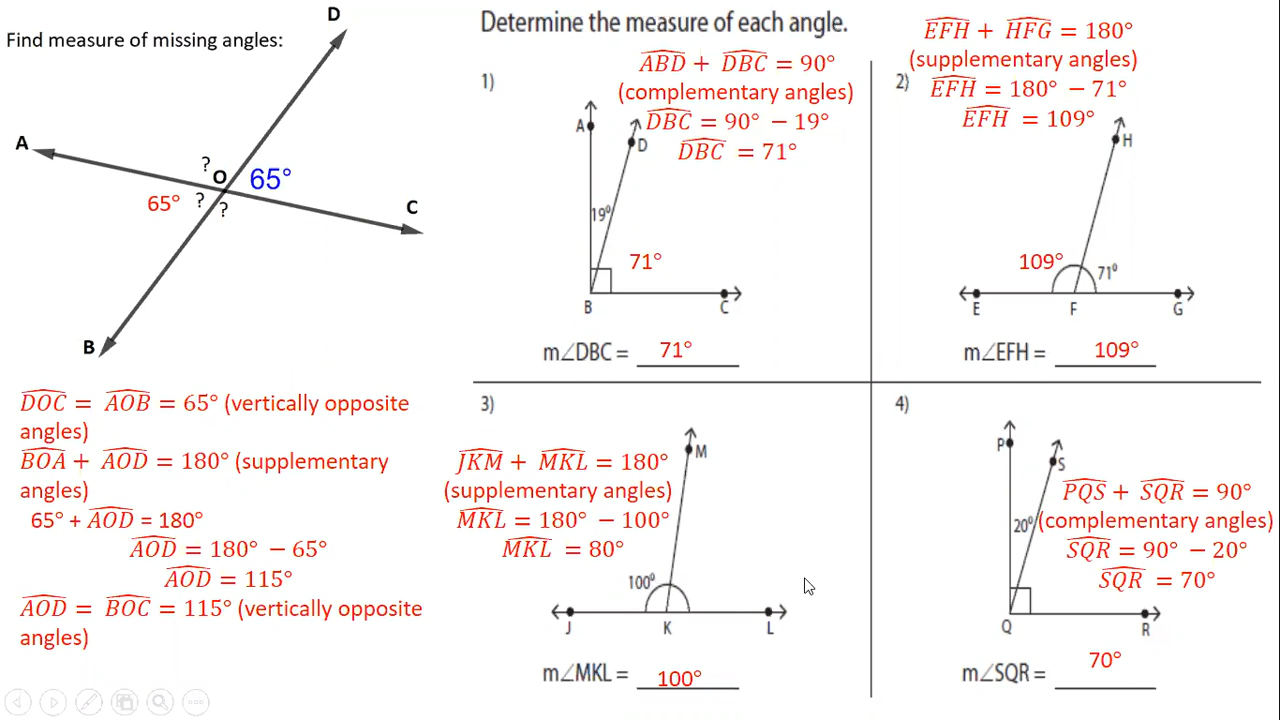 Find measure of missing angles:
D
A
?
O
65°
65°
?
?
C
B
DOC = AOB = 65° (vertically opposite
angles)
BOA + AOD = 180° (supplementary
angles)
65° + AOD = 180°
AOD = 180° − 65°
AOD = 115°
AOD = BOC = 115° (vertically opposite
angles)
Determine the measure of each angle.
1)
ABD + DBC = 90°
(complementary angles)
DBC = 90° − 19°
DBC = 71°
A
D
19⁰
71°
B
C
m∠DBC = 71°
2)
EFH + HFG = 180°
(supplementary angles)
EFH = 180° − 71°
EFH = 109°
H
109°
71⁰
E
F
G
m∠EFH = 109°
3)
JKM + MKL = 180°
(supplementary angles)
MKL = 180° − 100°
MKL = 80°
M
100⁰
J
K
L
m∠MKL = 100°
4)
P
S
PQS + SQR = 90°
20⁰
(complementary angles)
SQR = 90° − 20°
SQR = 70°
Q
R
m∠SQR = 70°